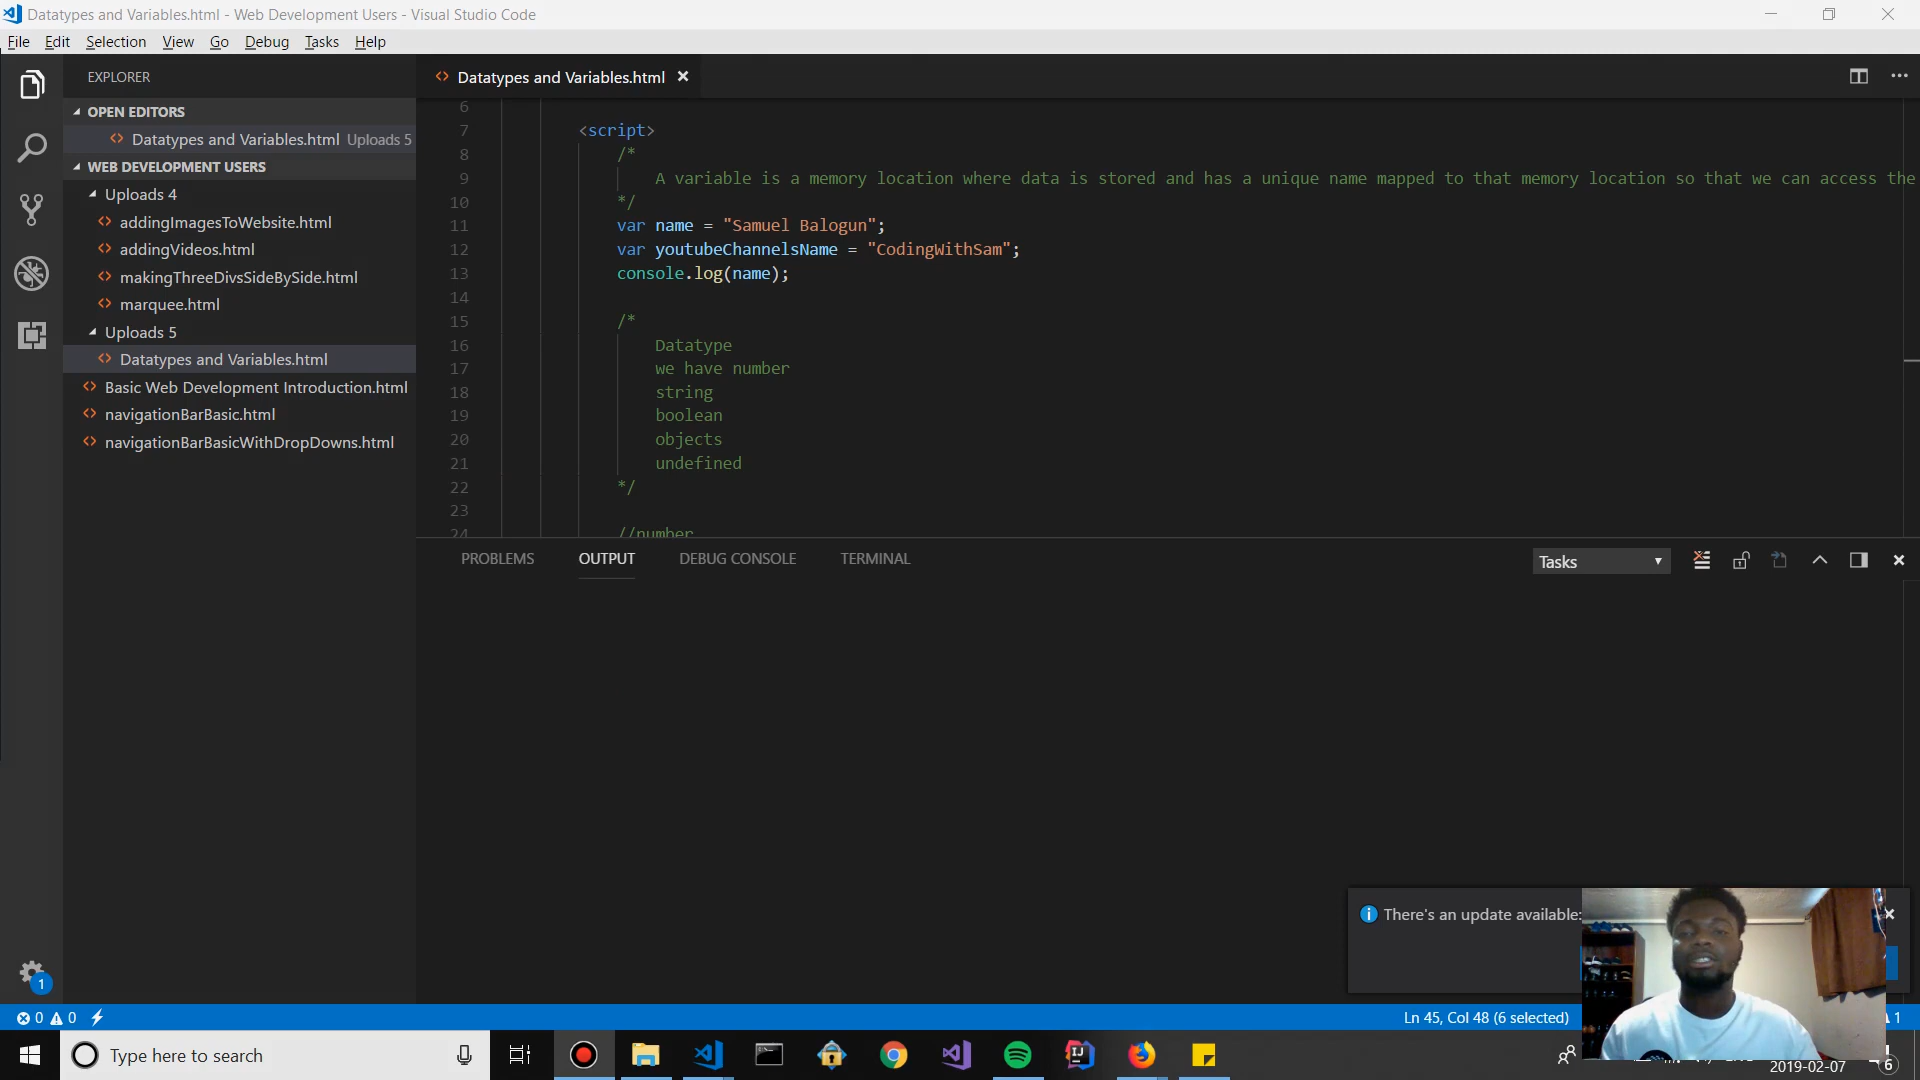 Datatypes and Variables.html - Web Development Users - Visual Studio Code
File Edit Selection View Go Debug Tasks Help
EXPLORER
OPEN EDITORS
Datatypes and Variables.html Uploads 5
WEB DEVELOPMENT USERS
Uploads 4
addingImagesToWebsite.html
addingVideos.html
makingThreeDivsSideBySide.html
marquee.html
Uploads 5
Datatypes and Variables.html
Basic Web Development Introduction.html
navigationBarBasic.html
navigationBarBasicWithDropDowns.html
1
Datatypes and Variables.html
6
7 <script>
8 /*
9 A variable is a memory location where data is stored and has a unique name mapped to that memory location so that we can access the
10 */
11 var name = "Samuel Balogun";
12 var youtubeChannelsName = "CodingWithSam";
13 console.log(name);
14
15 /*
16 Datatype
17 we have number
18 string
19 boolean
20 objects
21 undefined
22 */
23
24 //number
PROBLEMS OUTPUT DEBUG CONSOLE TERMINAL
Tasks
There's an update available:
0 0
Ln 45, Col 48 (6 selected)
1
Type here to search
2019-02-07
6